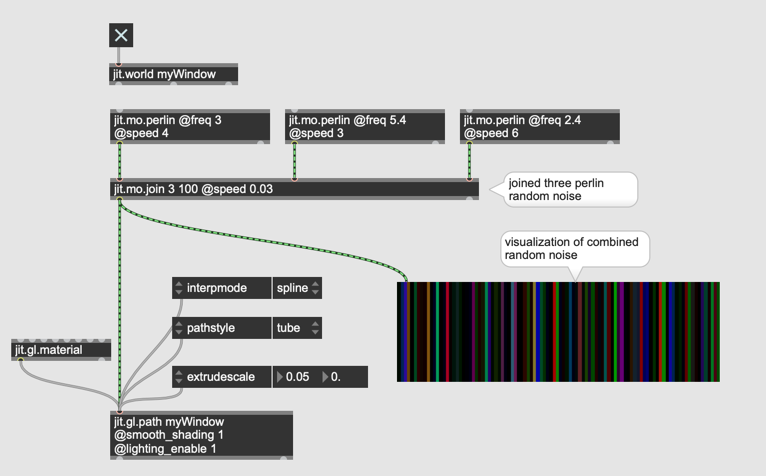 jit.world myWindow
jit.mo.perlin @freq 3
@speed 4
jit.mo.perlin @freq 5.4
@speed 3
jit.mo.perlin @freq 2.4
@speed 6
jit.mo.join 3 100 @speed 0.03
joined three perlin
random noise
visualization of combined
random noise
interpmode spline
pathstyle tube
jit.gl.material
extrudescale 0.05 0.
jit.gl.path myWindow
@smooth_shading 1
@lighting_enable 1